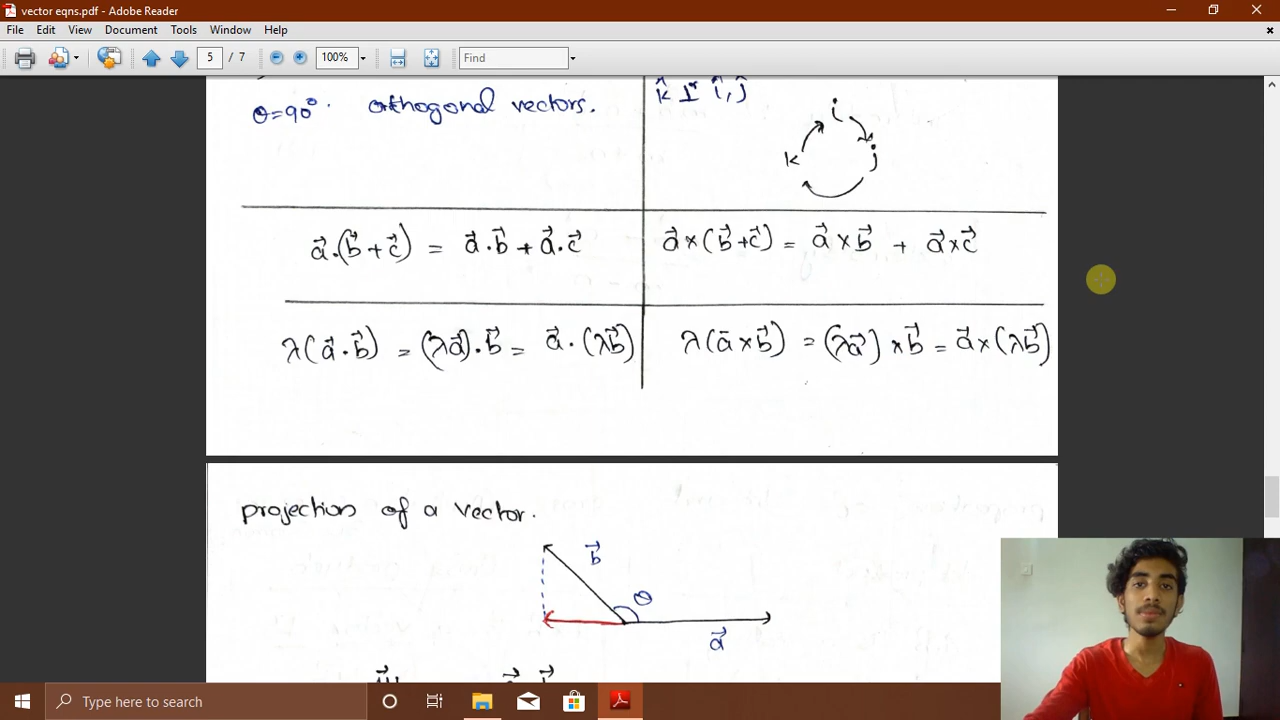 vector eqns.pdf - Adobe Reader
File Edit View Document Tools Window Help
5 / 7 100% Find
θ=90°. orthogonal vectors.
k̂ ⊥r î, ĵ
i
k j
a⃗.(b⃗+c⃗) = a⃗.b⃗ + a⃗.c⃗
a⃗×(b⃗+c⃗) = a⃗×b⃗ + a⃗×c⃗
λ(a⃗.b⃗) = (λa⃗).b⃗ = a⃗.(λb⃗)
λ(a̅×b⃗) = (λa⃗)×b⃗ = a⃗×(λb⃗)
projection of a vector.
b⃗
θ
a⃗
Type here to search